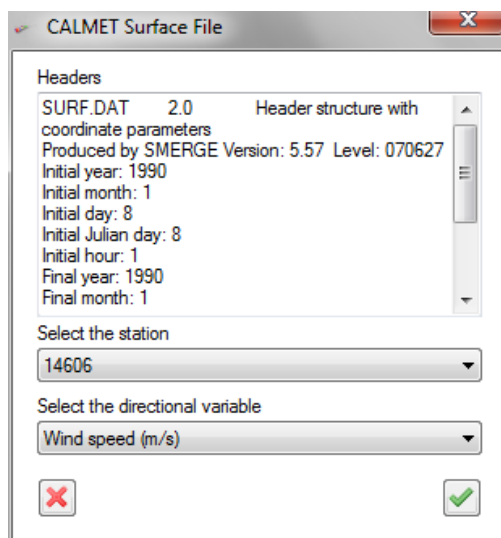 CALMET Surface File
Headers
SURF.DAT 2.0 Header structure with
coordinate parameters
Produced by SMERGE Version: 5.57 Level: 070627
Initial year: 1990
Initial month: 1
Initial day: 8
Initial Julian day: 8
Initial hour: 1
Final year: 1990
Final month: 1
Select the station
14606
Select the directional variable
Wind speed (m/s)